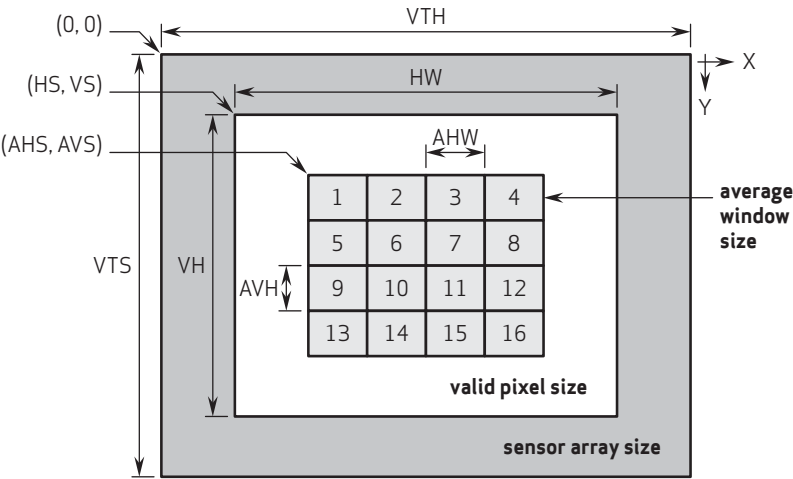 VTH
(0, 0)
X
Y
(HS, VS)
HW
(AHS, AVS)
AHW
1 2 3 4
average
window
size
5 6 7 8
VTS
VH
AVH
9 10 11 12
13 14 15 16
valid pixel size
sensor array size